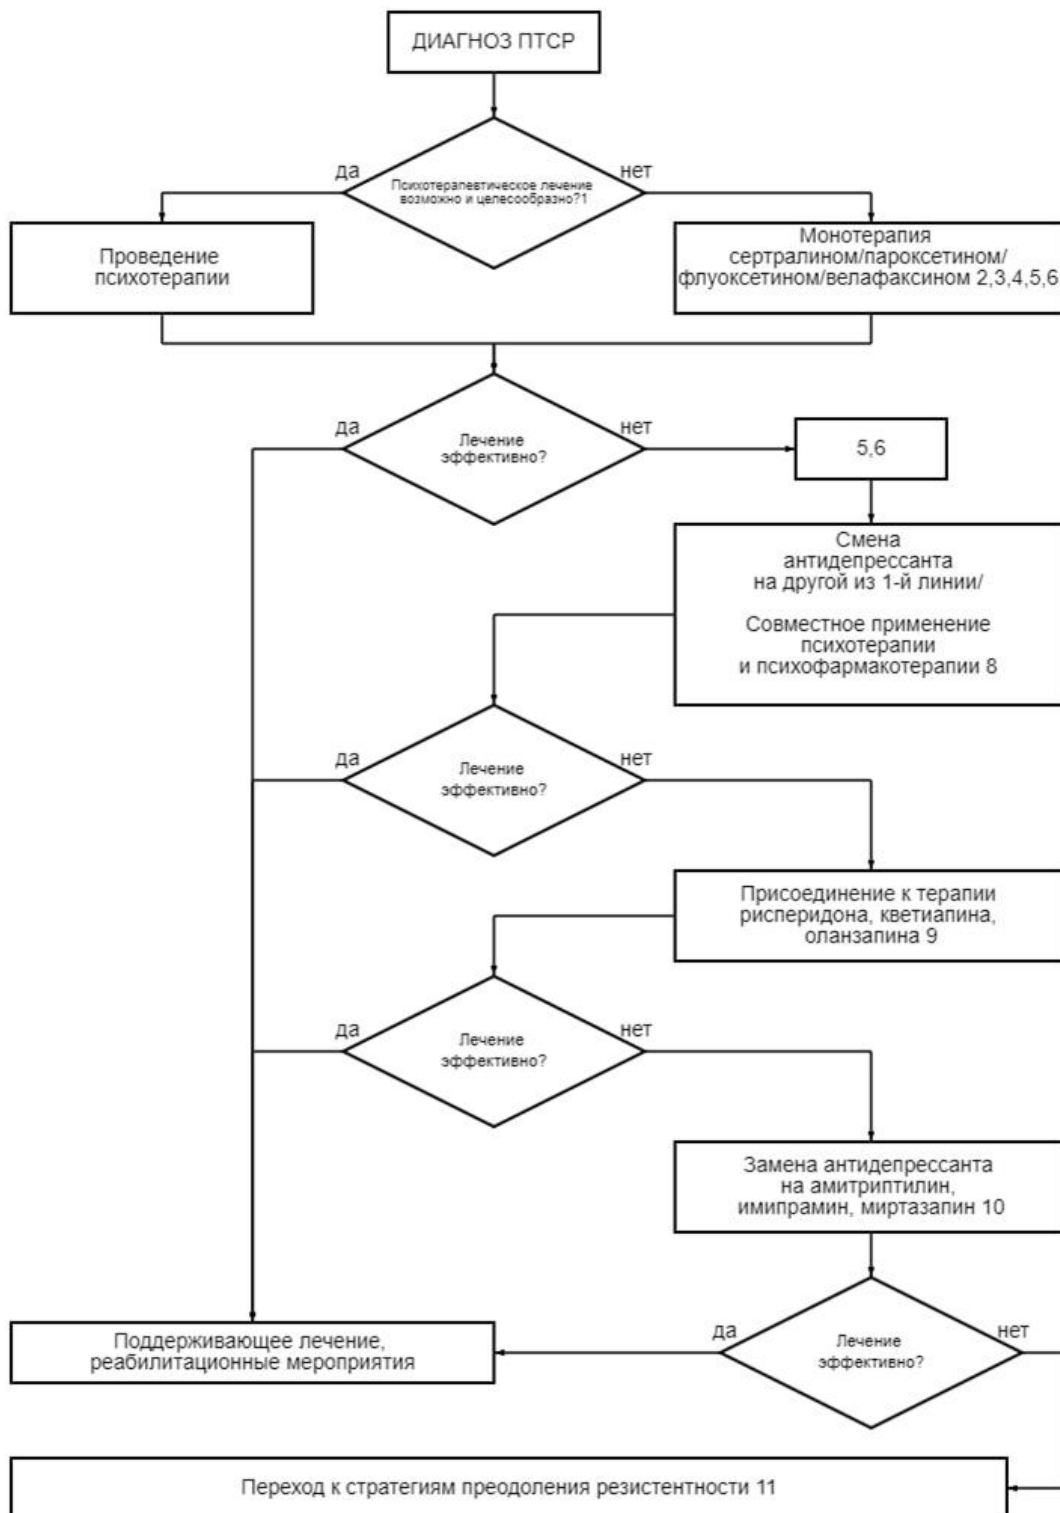 ДИАГНОЗ ПТСР
да
нет
Психотерапевтическое лечение
возможно и целесообразно?1
Проведение
психотерапии
Монотерапия
сертралином/пароксетином/
флуоксетином/велафаксином 2,3,4,5,6
да
нет
Лечение
эффективно?
5,6
Смена
антидепрессанта
на другой из 1-й линии/
Совместное применение
психотерапии
и психофармакотерапии 8
да
нет
Лечение
эффективно?
Присоединение к терапии
рисперидона, кветиапина,
оланзапина 9
да
нет
Лечение
эффективно?
Замена антидепрессанта
на амитриптилин,
имипрамин, миртазапин 10
да
нет
Лечение
эффективно?
Поддерживающее лечение,
реабилитационные мероприятия
Переход к стратегиям преодоления резистентности 11